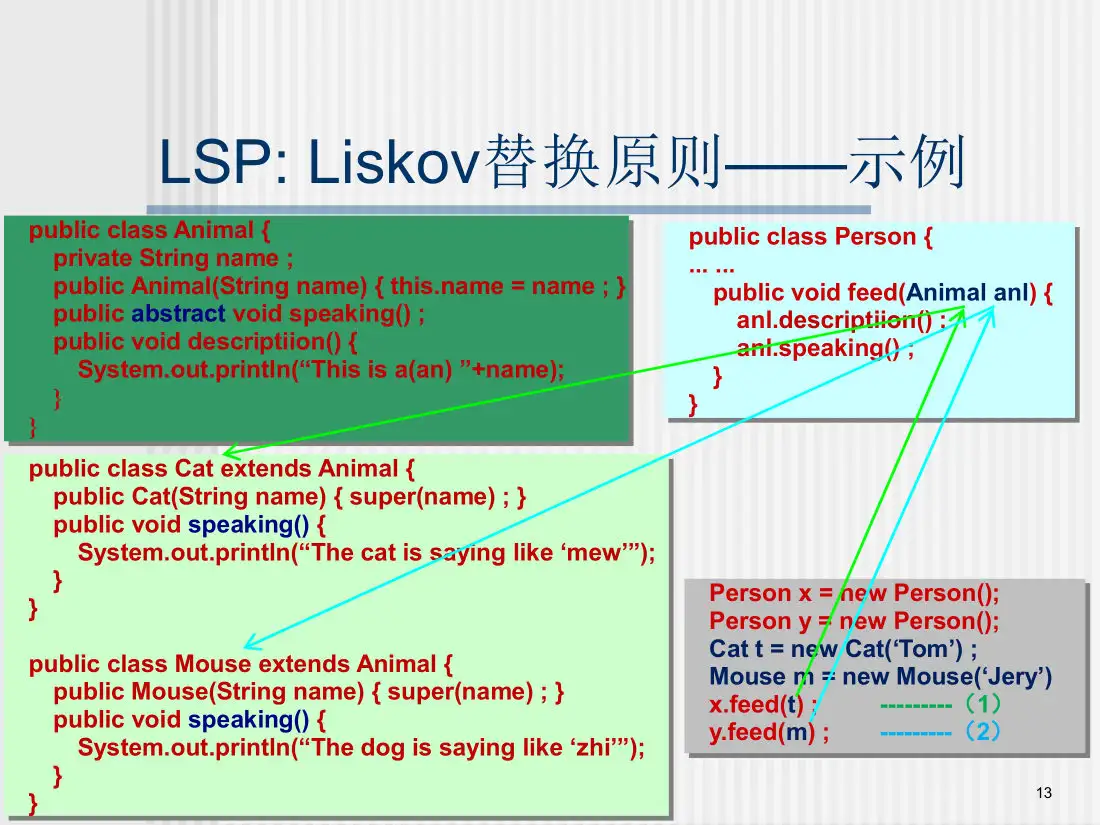 LSP: Liskov替换原则——示例
public class Animal {
private String name ;
public Animal(String name) { this.name = name ; }
public abstract void speaking() ;
public void descriptiion() {
System.out.println(“This is a(an) ”+name);
}
}
public class Cat extends Animal {
public Cat(String name) { super(name) ; }
public void speaking() {
System.out.println(“The cat is saying like ‘mew’”);
}
}
public class Mouse extends Animal {
public Mouse(String name) { super(name) ; }
public void speaking() {
System.out.println(“The dog is saying like ‘zhi’”);
}
}
public class Person {
... ...
public void feed(Animal anl) {
anl.descriptiion() ;
anl.speaking() ;
}
}
Person x = new Person();
Person y = new Person();
Cat t = new Cat(‘Tom’) ;
Mouse m = new Mouse(‘Jery’)
x.feed(t) ; ---------（1）
y.feed(m) ; ---------（2）
13